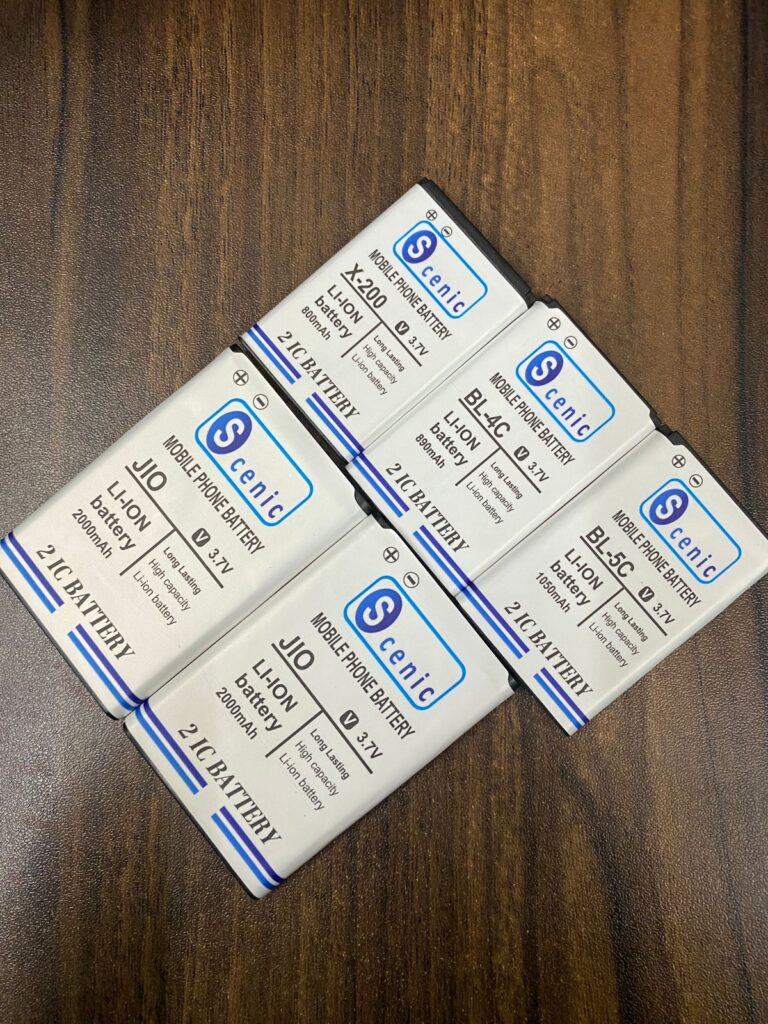 ⊕ ⊖
Scenic
MOBILE PHONE BATTERY
X-200
V 3.7V
LI-ION
battery
800mAh
Long Lasting
High capacity
Li-ion battery
2 IC BATTERY
⊕ ⊖
Scenic
MOBILE PHONE BATTERY
BL-4C
V 3.7V
LI-ION
battery
890mAh
Long Lasting
High capacity
Li-ion battery
2 IC BATTERY
⊕ ⊖
Scenic
MOBILE PHONE BATTERY
BL-5C
V 3.7V
LI-ION
battery
1050mAh
Long Lasting
High capacity
Li-ion battery
2 IC BATTERY
⊕ ⊖
Scenic
MOBILE PHONE BATTERY
JIO
V 3.7V
LI-ION
battery
2000mAh
Long Lasting
High capacity
Li-ion battery
2 IC BATTERY
⊕ ⊖
Scenic
MOBILE PHONE BATTERY
JIO
V 3.7V
LI-ION
battery
2000mAh
Long Lasting
High capacity
Li-ion battery
2 IC BATTERY